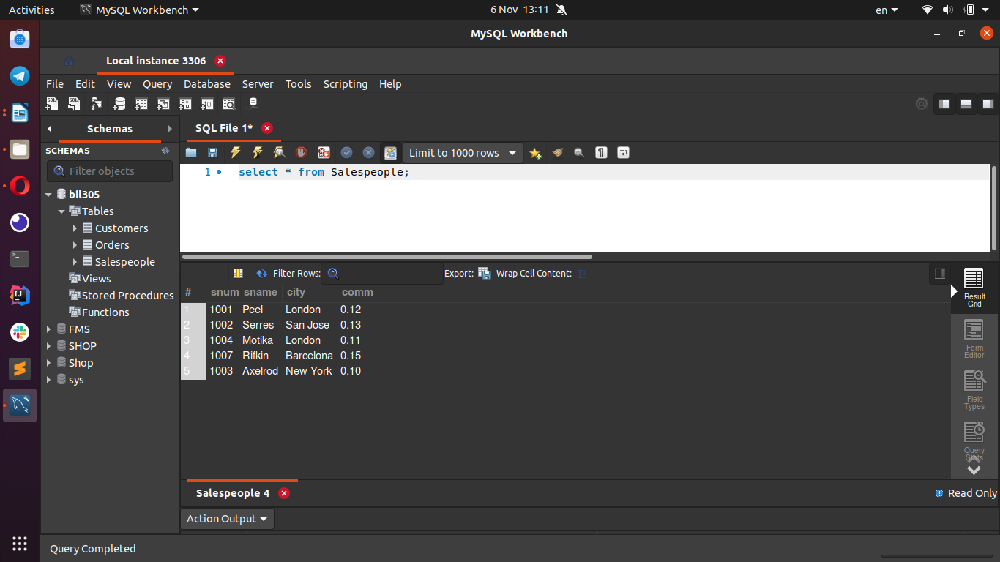 Activities MySQL Workbench 6 Nov 13:11 en
MySQL Workbench
Local instance 3306
File Edit View Query Database Server Tools Scripting Help
Schemas
SCHEMAS
Filter objects
bil305
Tables
Customers
Orders
Salespeople
Views
Stored Procedures
Functions
FMS
SHOP
Shop
sys
SQL File 1*
Limit to 1000 rows
1 select * from Salespeople;
Filter Rows: Export: Wrap Cell Content:
# snum sname city comm
1 1001 Peel London 0.12
2 1002 Serres San Jose 0.13
3 1004 Motika London 0.11
4 1007 Rifkin Barcelona 0.15
5 1003 Axelrod New York 0.10
Result
Grid
Form
Editor
Field
Types
Query
Stats
Salespeople 4
Read Only
Action Output
Query Completed